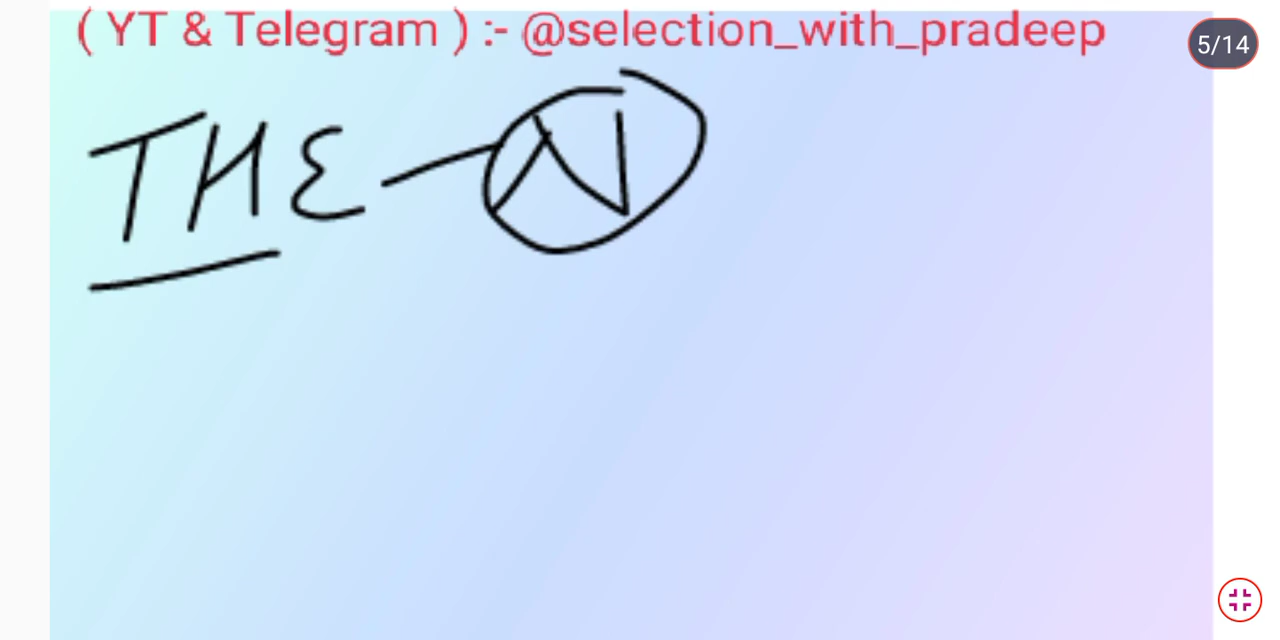 ( YT & Telegram ) :- @selection_with_pradeep
5/14
THE - N